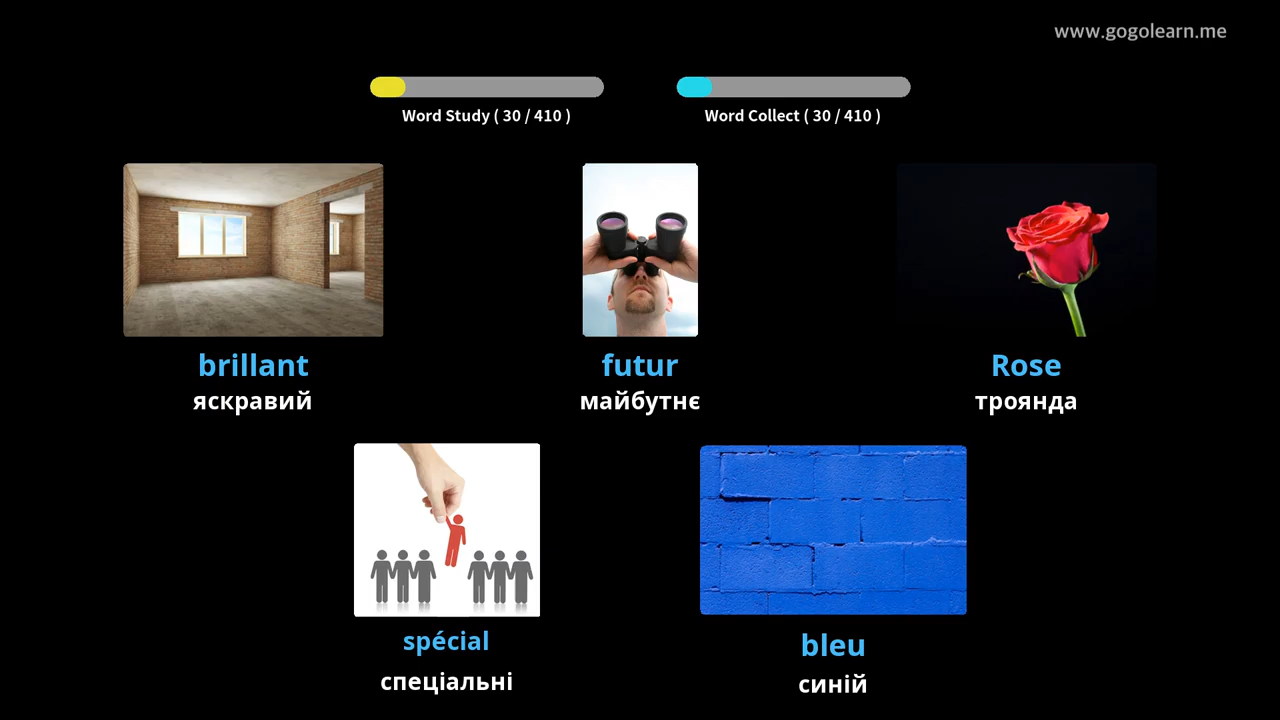 www.gogolearn.me
Word Study ( 30 / 410 )
Word Collect ( 30 / 410 )
brillant
яскравий
futur
майбутнє
Rose
троянда
spécial
спеціальні
bleu
синій